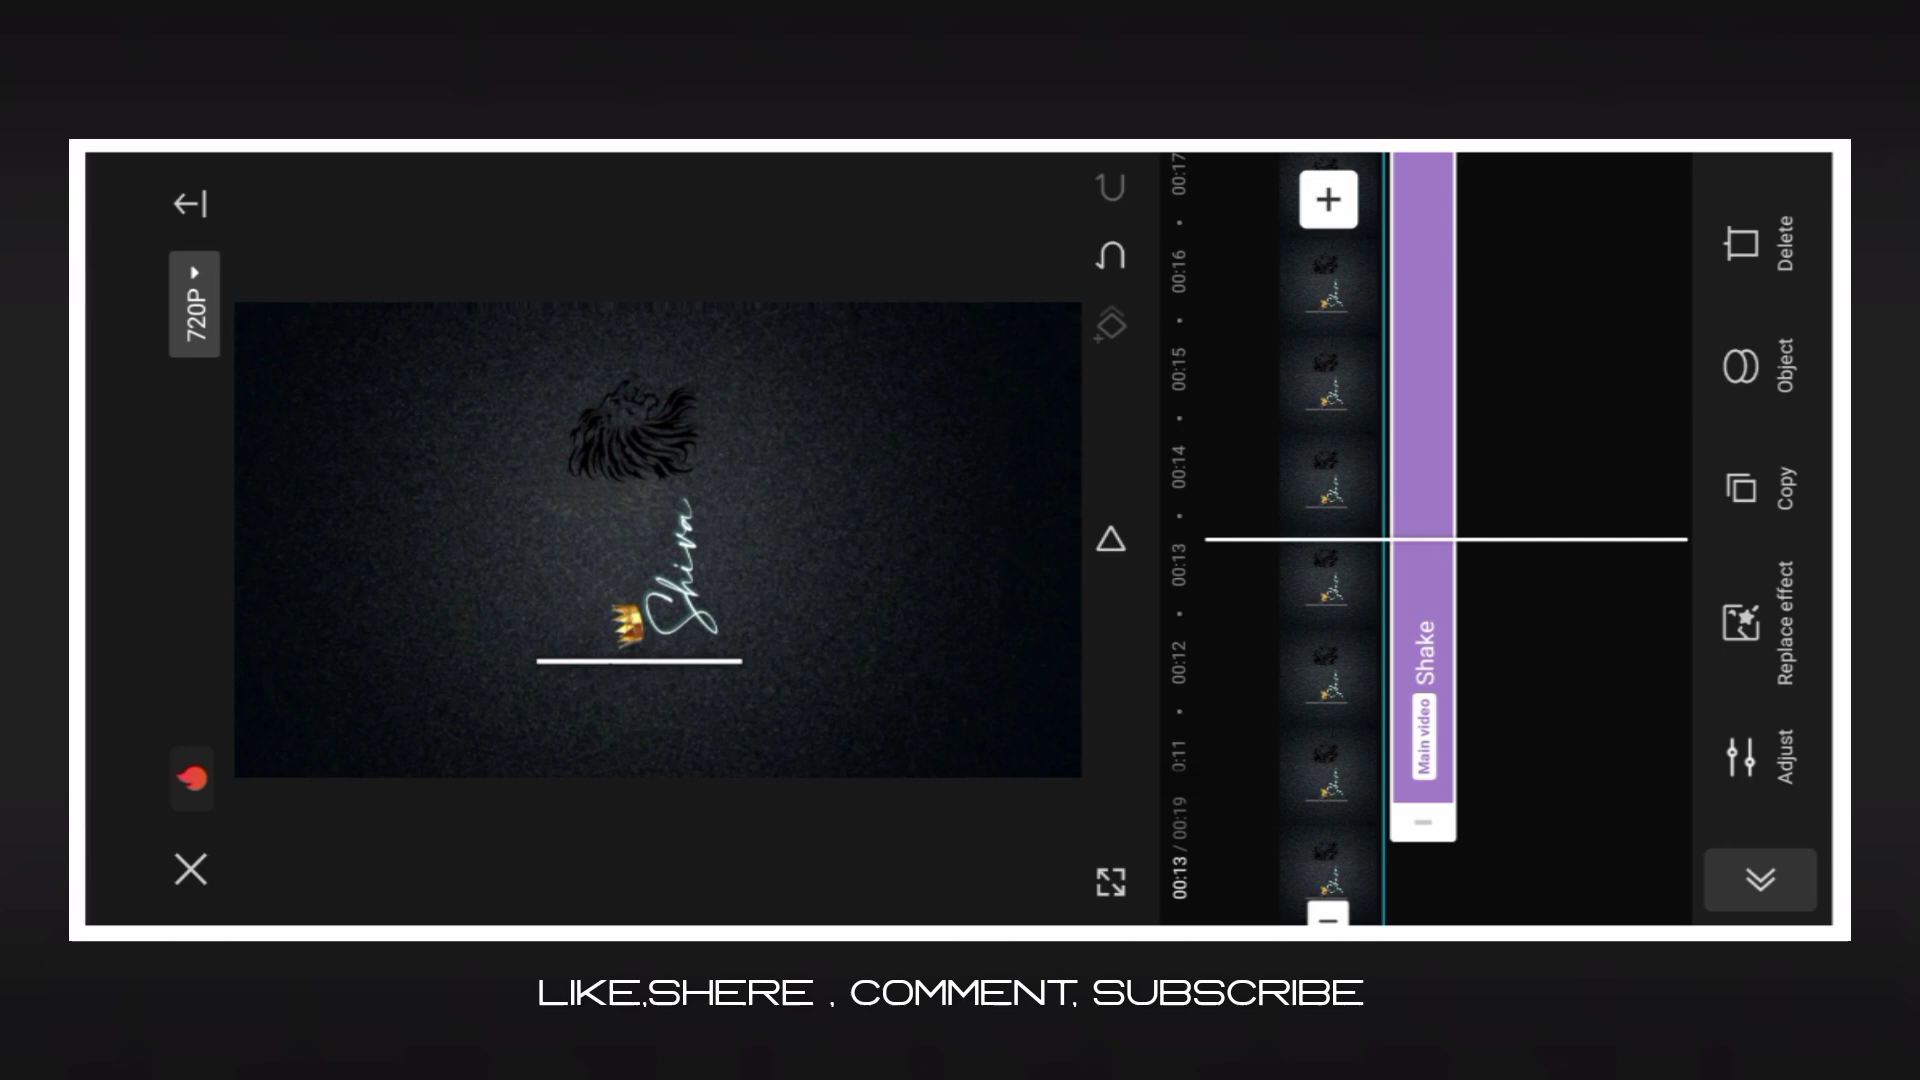 720P
Shiva
00:13 / 00:19
0:11
00:12
00:13
00:14
00:15
00:16
00:17
Main video
Shake
Adjust
Replace effect
Copy
Object
Delete
LIKE,SHERE , COMMENT, SUBSCRIBE